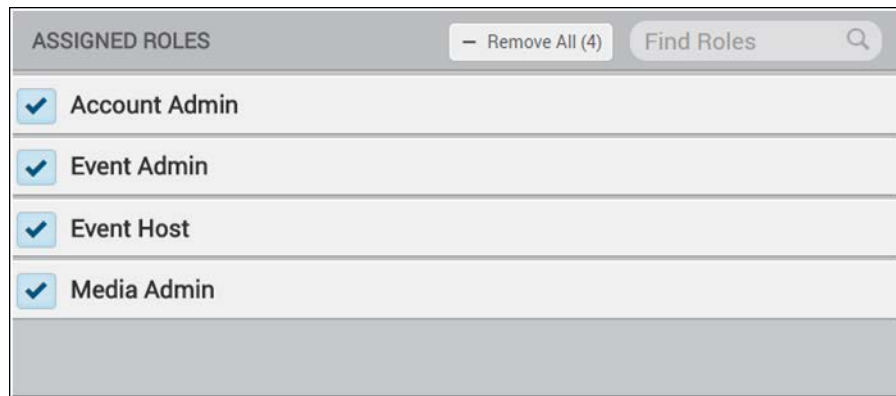 ASSIGNED ROLES − Remove All (4) Find Roles
Account Admin
Event Admin
Event Host
Media Admin